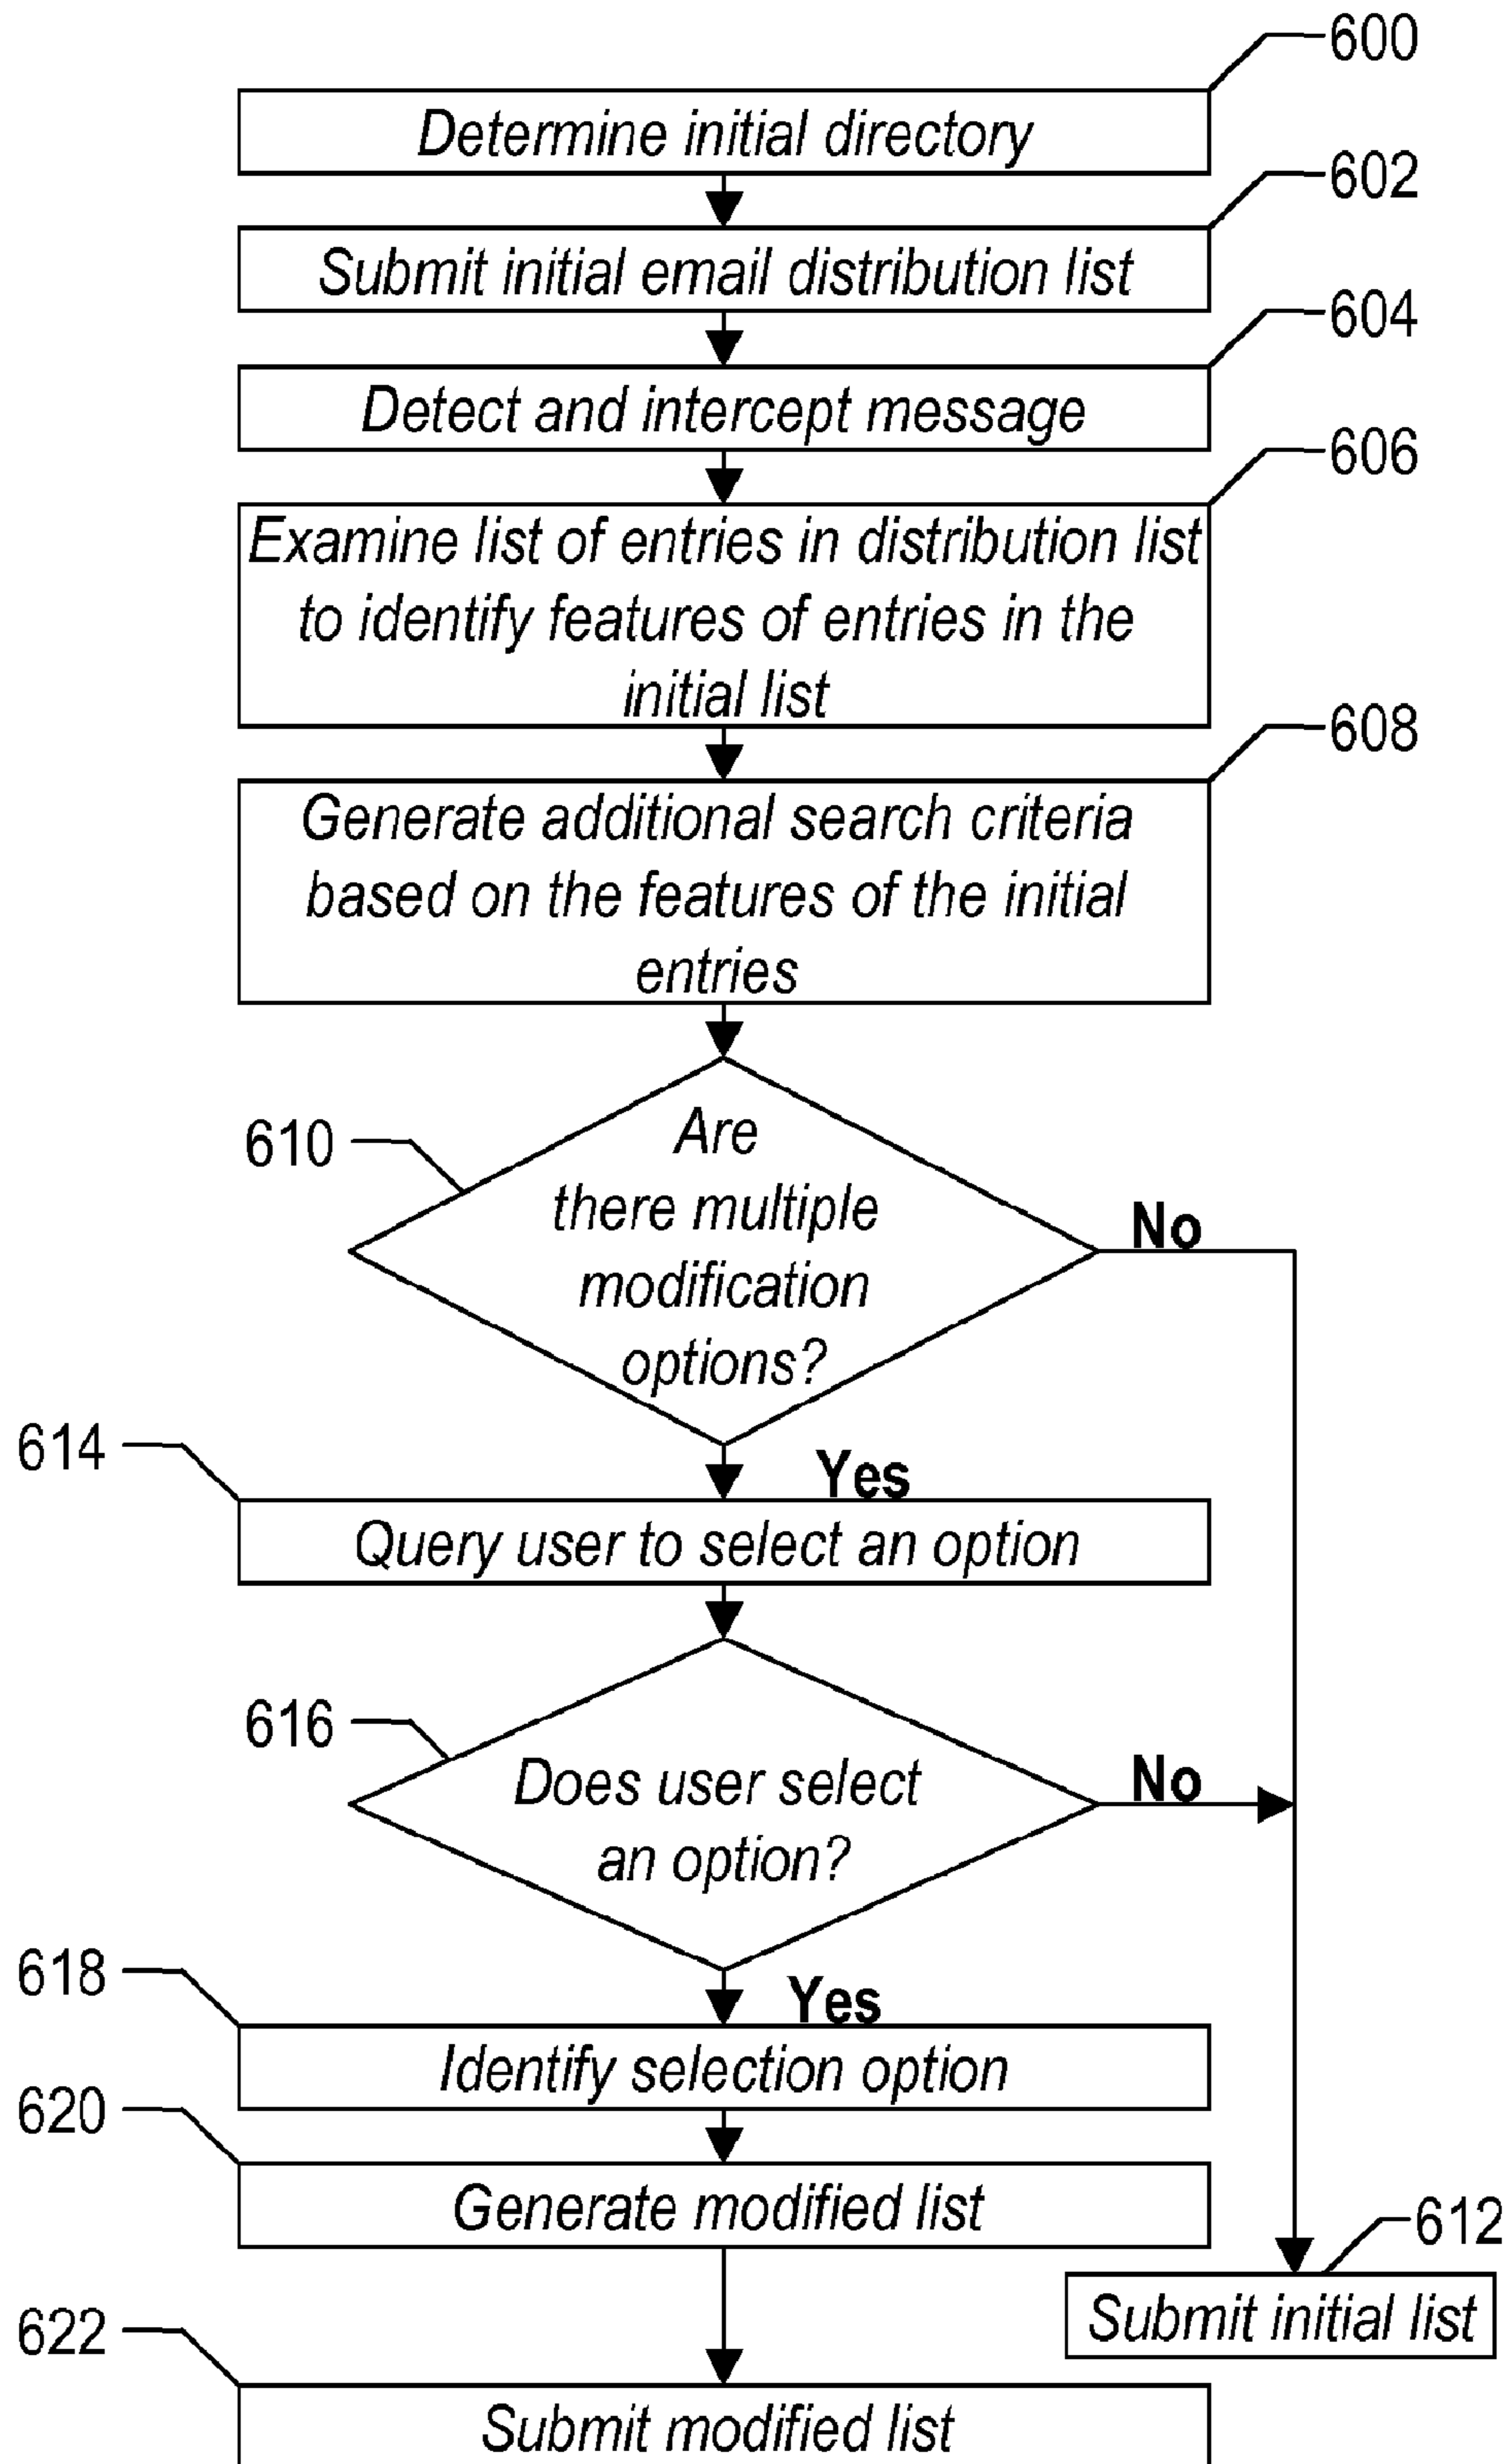 600
Determine initial directory
602
Submit initial email distribution list
604
Detect and intercept message
606
Examine list of entries in distribution list
to identify features of entries in the
initial list
608
Generate additional search criteria
based on the features of the initial
entries
610
Are
there multiple
modification
options?
No
Yes
614
Query user to select an option
616
Does user select
an option?
No
Yes
618
Identify selection option
620
Generate modified list
612
Submit initial list
622
Submit modified list